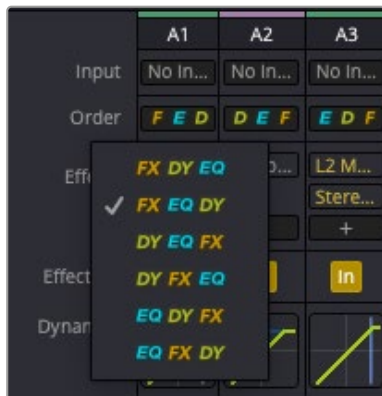 A1 A2 A3
Input No In... No In... No In...
Order F E D D E F E D F
FX DY EQ
L2 M...
FX EQ DY
Stere...
DY EQ FX
+
DY FX EQ
In
EQ DY FX
EQ FX DY